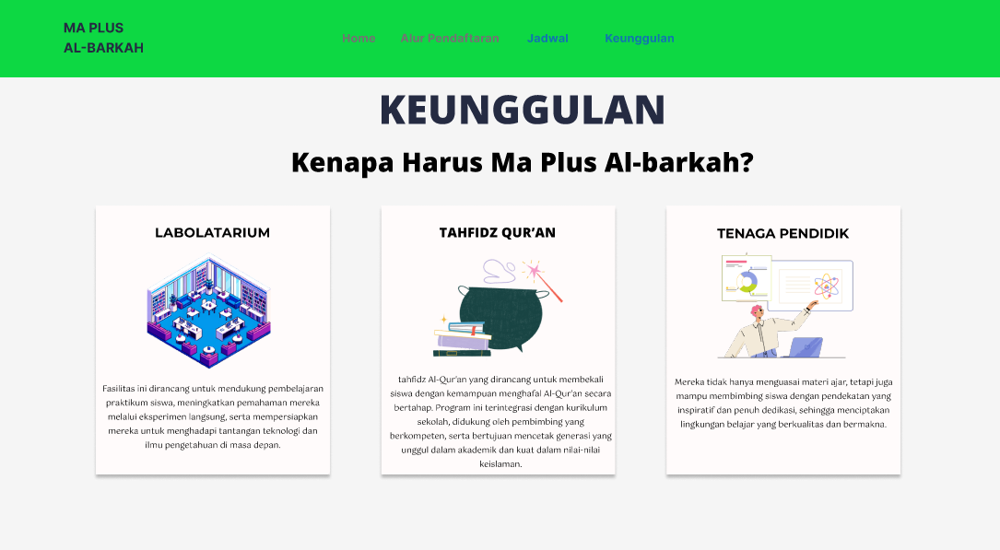 MA PLUS
AL-BARKAH
Home Alur Pendaftaran Jadwal Keunggulan
KEUNGGULAN
Kenapa Harus Ma Plus Al-barkah?
LABOLATARIUM
Fasilitas ini dirancang untuk mendukung pembelajaran
praktikum siswa, meningkatkan pemahaman mereka
melalui eksperimen langsung, serta mempersiapkan
mereka untuk menghadapi tantangan teknologi dan
ilmu pengetahuan di masa depan.
TAHFIDZ QUR’AN
tahfidz Al-Qur'an yang dirancang untuk membekali
siswa dengan kemampuan menghafal Al-Qur'an secara
bertahap. Program ini terintegrasi dengan kurikulum
sekolah, didukung oleh pembimbing yang
berkompeten, serta bertujuan mencetak generasi yang
unggul dalam akademik dan kuat dalam nilai-nilai
keislaman.
TENAGA PENDIDIK
Mereka tidak hanya menguasai materi ajar, tetapi juga
mampu membimbing siswa dengan pendekatan yang
inspiratif dan penuh dedikasi, sehingga menciptakan
lingkungan belajar yang berkualitas dan bermakna.